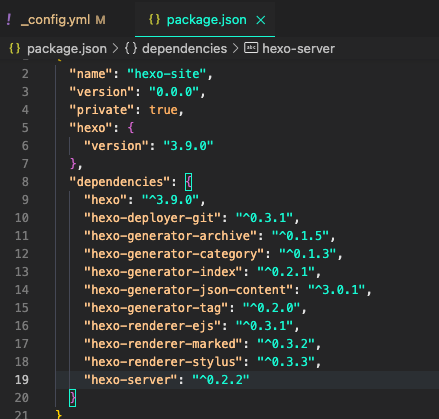 ! _config.yml M
{} package.json ×
{} package.json > {} dependencies > abc hexo-server
1 {
2 "name": "hexo-site",
3 "version": "0.0.0",
4 "private": true,
5 "hexo": {
6 "version": "3.9.0"
7 },
8 "dependencies": {
9 "hexo": "^3.9.0",
10 "hexo-deployer-git": "^0.3.1",
11 "hexo-generator-archive": "^0.1.5",
12 "hexo-generator-category": "^0.1.3",
13 "hexo-generator-index": "^0.2.1",
14 "hexo-generator-json-content": "^3.0.1",
15 "hexo-generator-tag": "^0.2.0",
16 "hexo-renderer-ejs": "^0.3.1",
17 "hexo-renderer-marked": "^0.3.2",
18 "hexo-renderer-stylus": "^0.3.3",
19 "hexo-server": "^0.2.2"
20 }
21 }